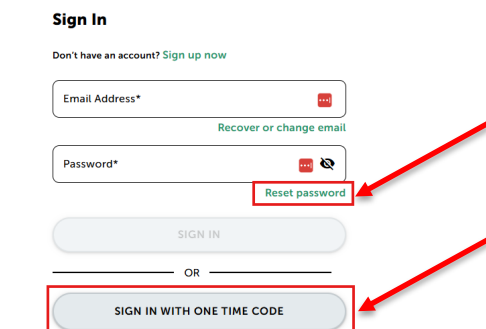 Sign In
Don't have an account? Sign up now
Email Address*
Recover or change email
Password*
Reset password
SIGN IN
OR
SIGN IN WITH ONE TIME CODE